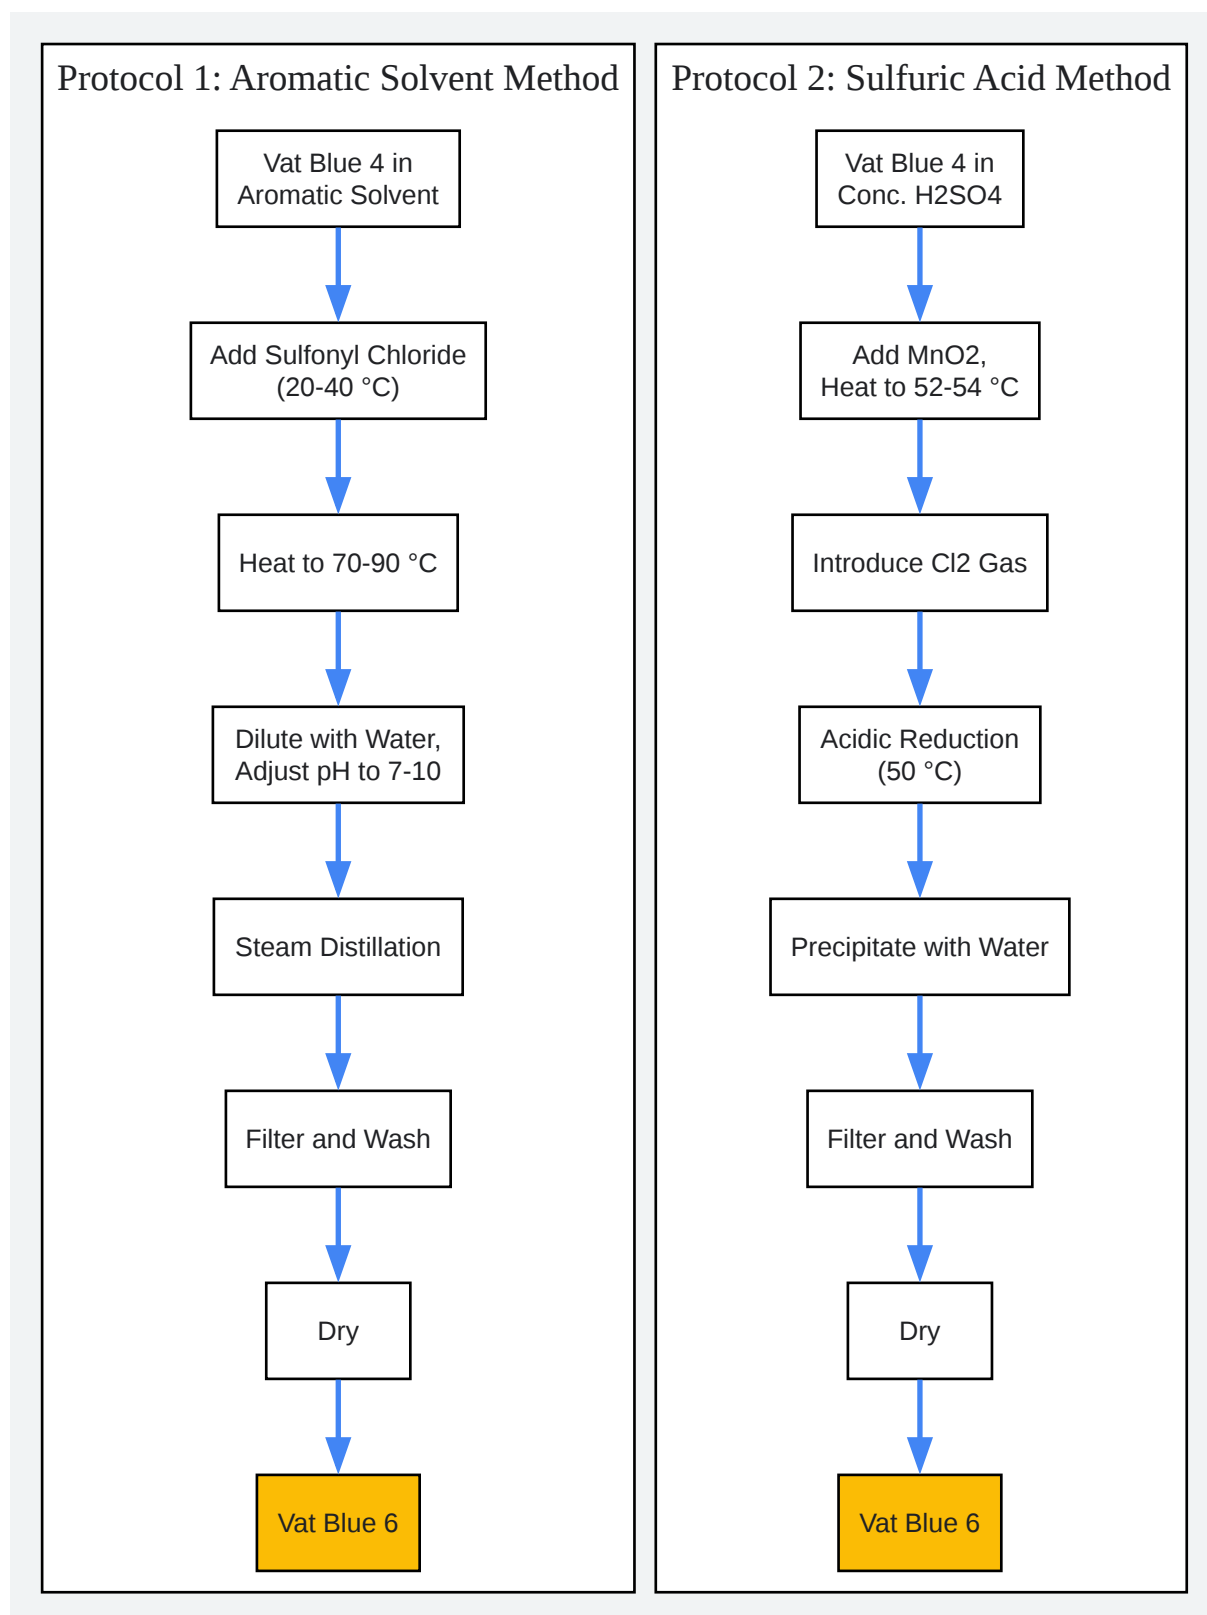 Protocol 1: Aromatic Solvent Method
Vat Blue 4 in
Aromatic Solvent
Add Sulfonyl Chloride
(20-40 °C)
Heat to 70-90 °C
Dilute with Water,
Adjust pH to 7-10
Steam Distillation
Filter and Wash
Dry
Vat Blue 6
Protocol 2: Sulfuric Acid Method
Vat Blue 4 in
Conc. H2SO4
Add MnO2,
Heat to 52-54 °C
Introduce Cl2 Gas
Acidic Reduction
(50 °C)
Precipitate with Water
Filter and Wash
Dry
Vat Blue 6